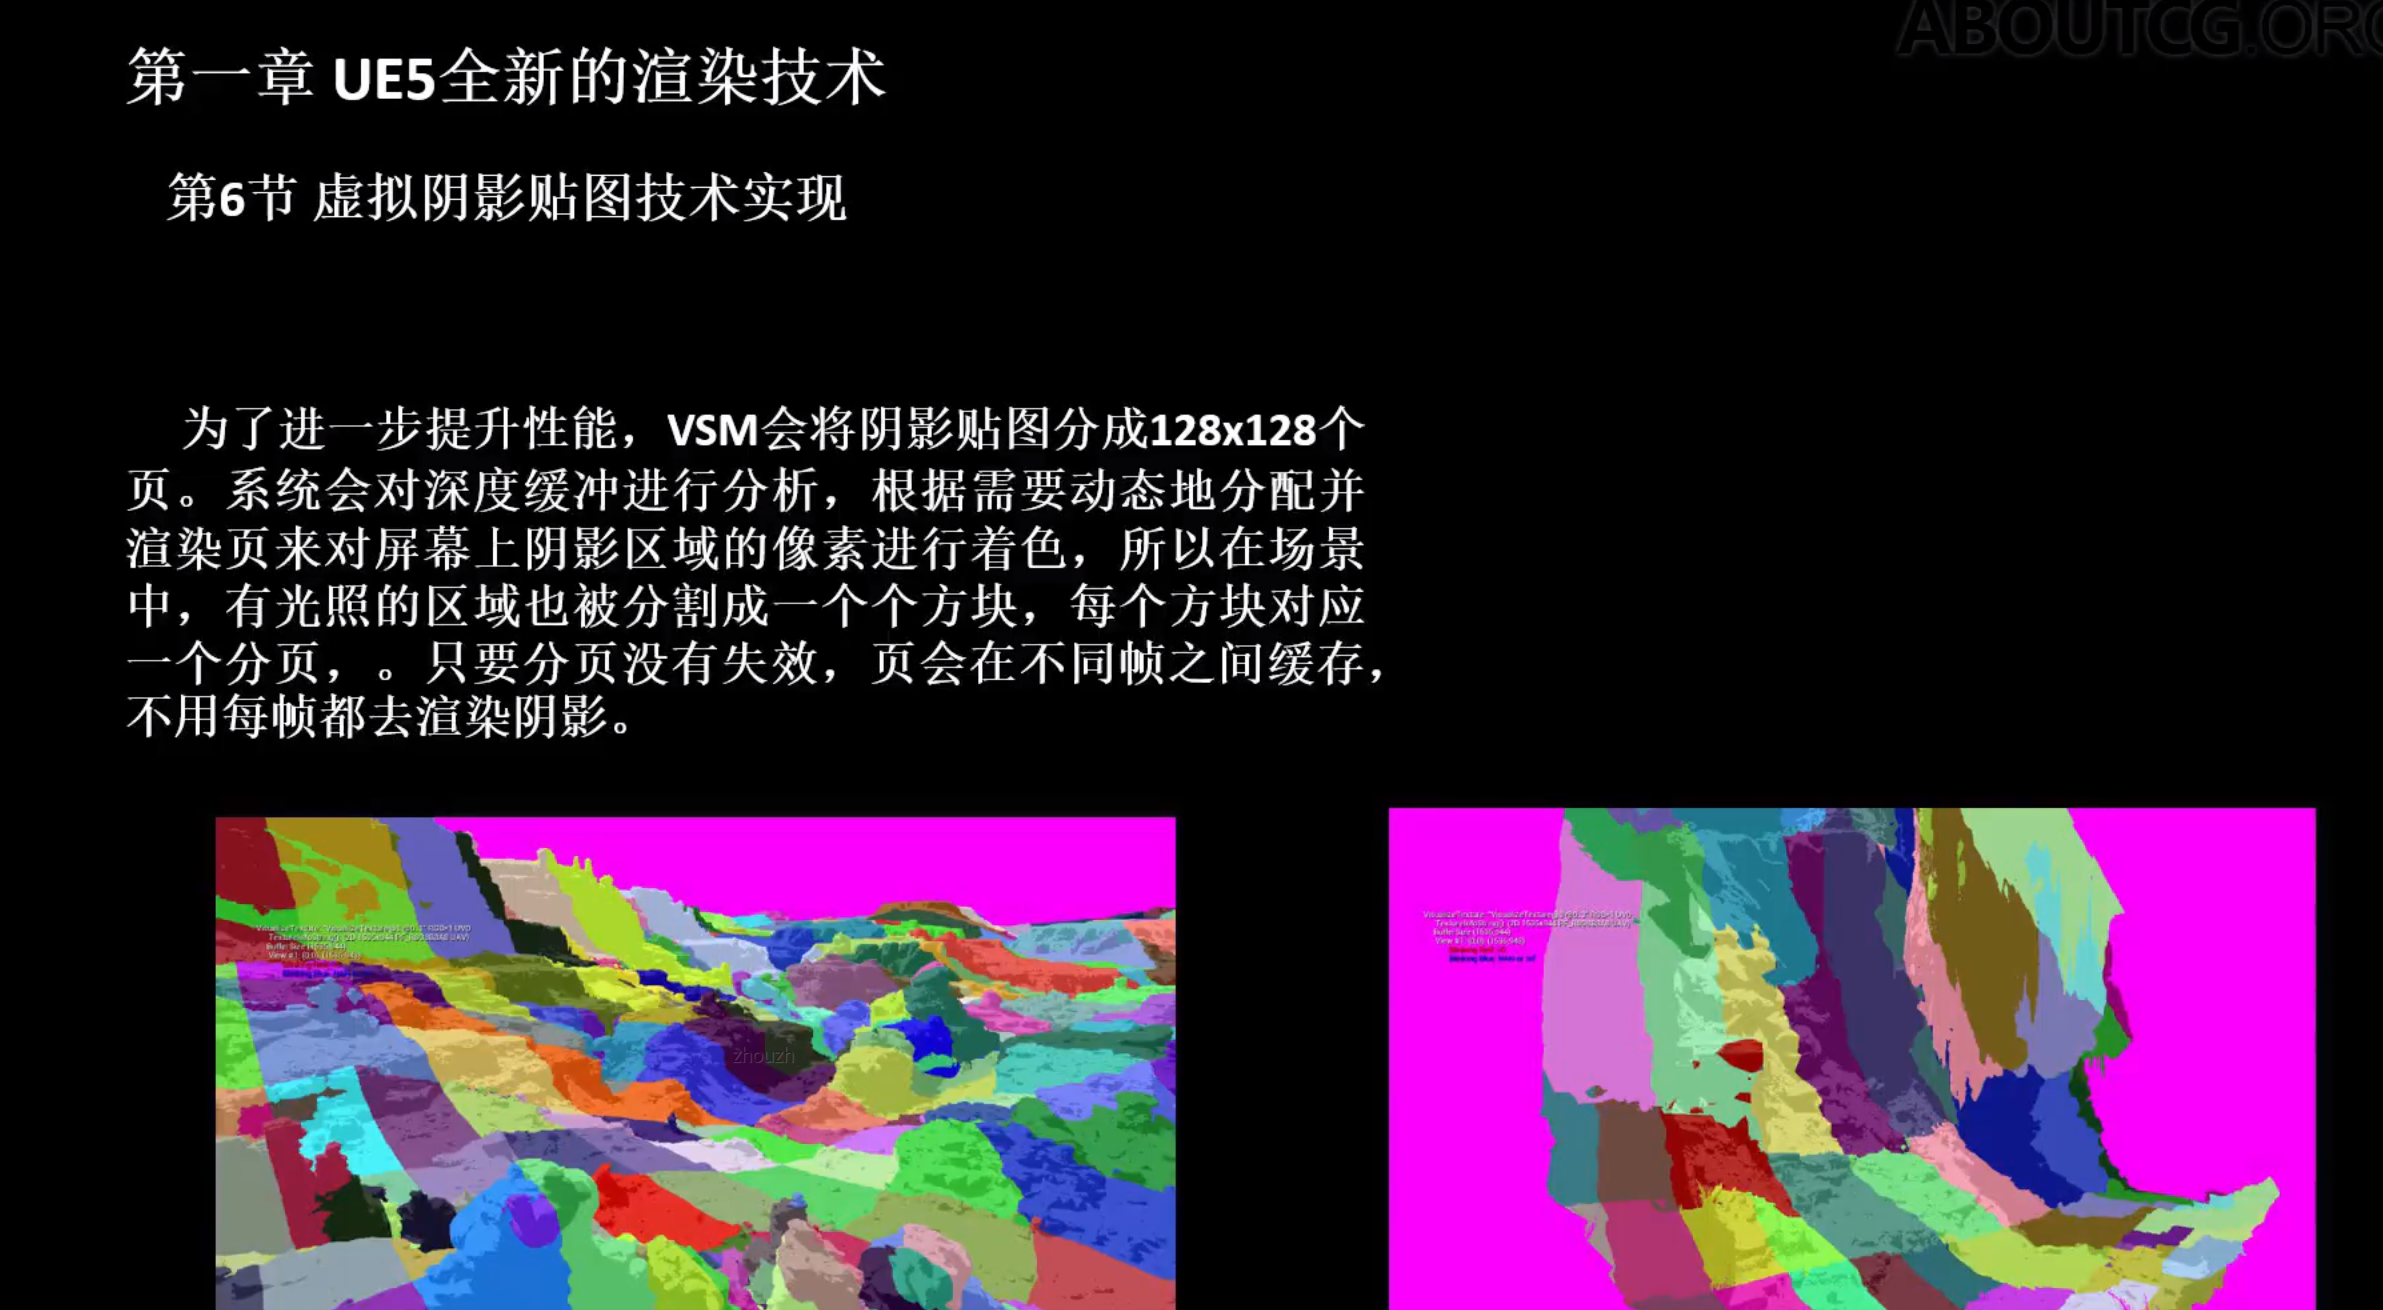 ABOUTCG.ORG
第一章 UE5全新的渲染技术
第6节 虚拟阴影贴图技术实现
为了进一步提升性能，VSM会将阴影贴图分成128x128个
页。系统会对深度缓冲进行分析，根据需要动态地分配并
渲染页来对屏幕上阴影区域的像素进行着色，所以在场景
中，有光照的区域也被分割成一个个方块，每个方块对应
一个分页，。只要分页没有失效，页会在不同帧之间缓存，
不用每帧都去渲染阴影。
zhouzh